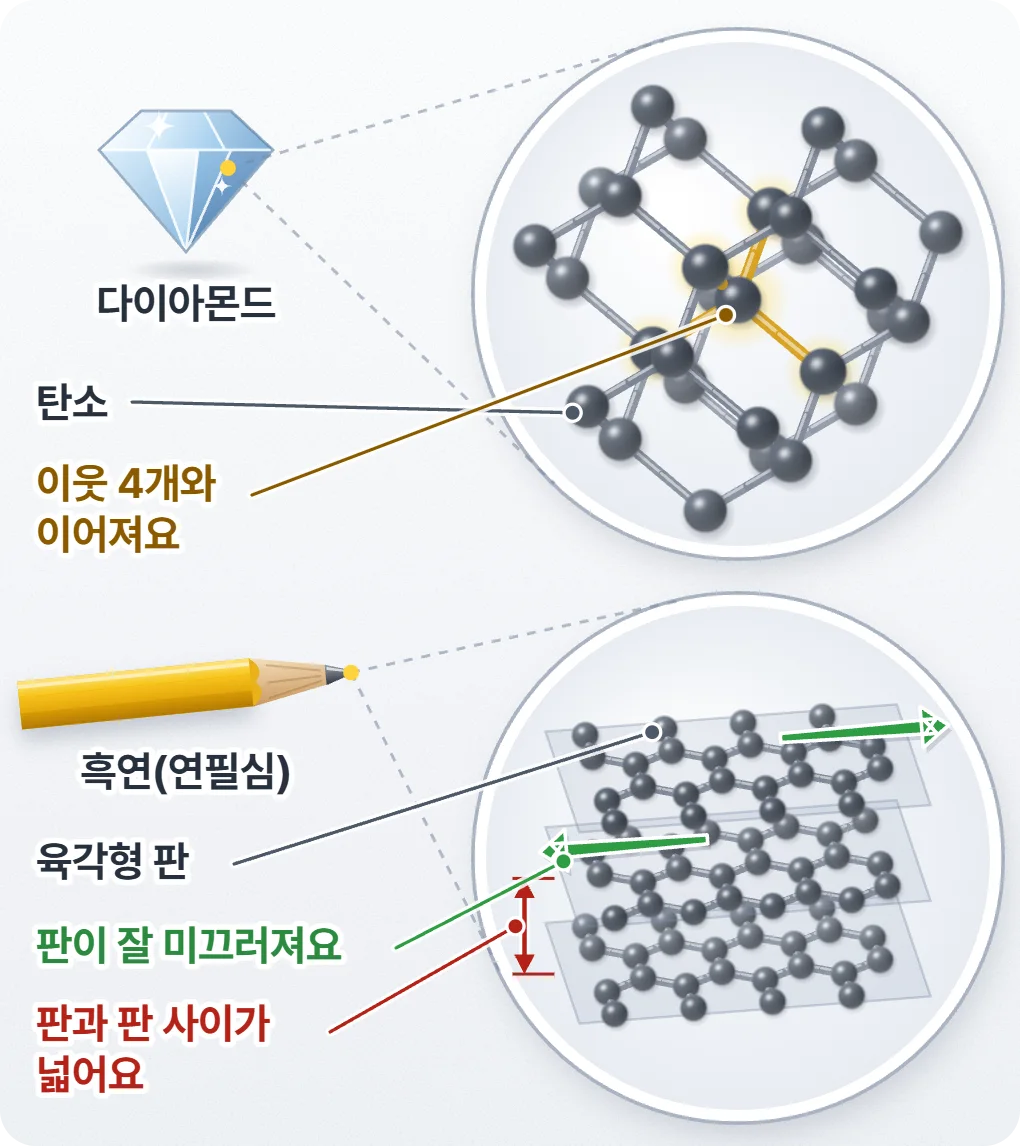 다이아몬드
탄소
이웃 4개와
이어져요
흑연(연필심)
육각형 판
판이 잘 미끄러져요
판과 판 사이가
넓어요